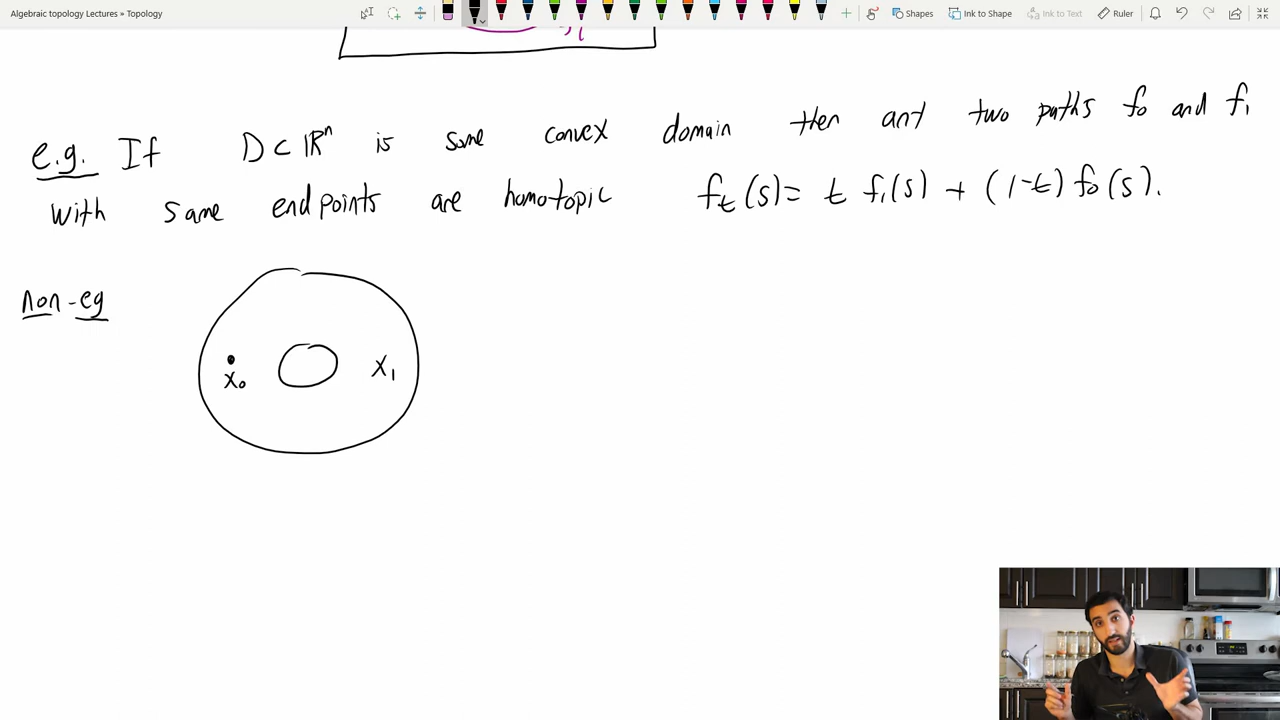 Algebraic topology Lectures » Topology
Shapes
Ink to Shape
Ink to Text
Ruler
e.g. If D⊂ℝⁿ is some convex domain then ant two paths f₀ and f₁
with same endpoints are homotopic fₜ(s) = t f₁(s) + (1-t) f₀(s).
non-eg
x₀ x₁